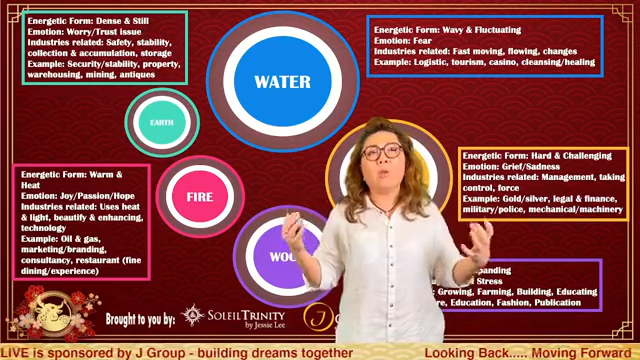 Energetic Form: Dense & Still
Emotion: Worry/Trust issue
Industries related: Safety, stability,
collection & accumulation, storage
Example: Security/stability, property,
warehousing, mining, antiques
WATER
Energetic Form: Wavy & Fluctuating
Emotion: Fear
Industries related: Fast moving, flowing, changes
Example: Logistic, tourism, casino, cleansing/healing
EARTH
Energetic Form: Warm &
Heat
Emotion: Joy/Passion/Hope
Industries related: Uses heat
& light, beautify & enhancing,
technology
Example: Oil & gas,
marketing/branding,
consultancy, restaurant (fine
dining/experience)
FIRE
Energetic Form: Hard & Challenging
Emotion: Grief/Sadness
Industries related: Management, taking
control, force
Example: Gold/silver, legal & finance,
military/police, mechanical/machinery
WOO
panding
Stress
: Growing, Farming, Building, Educating
re, Education, Fashion, Publication
Brought to you by:
SOLEIL TRINITY
by Jessie Lee
J
LIVE is sponsored by J Group - building dreams together
Looking Back..... Moving Forward